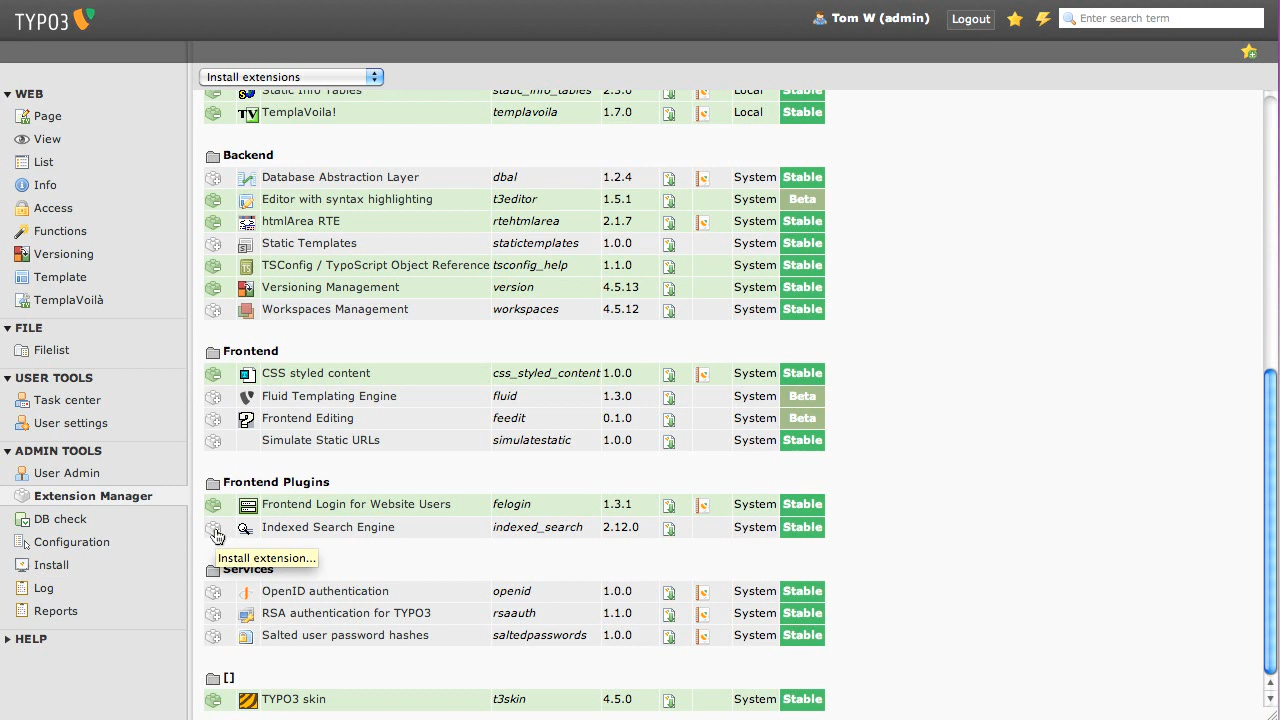 TYPO3
Tom W (admin) Logout Enter search term
Install extensions
WEB
Page
View
List
Info
Access
Functions
Versioning
Template
TemplaVoilà
FILE
Filelist
USER TOOLS
Task center
User settings
ADMIN TOOLS
User Admin
Extension Manager
DB check
Configuration
Install
Log
Reports
HELP
Static Info Tables static_info_tables 2.3.0 Local Stable
TemplaVoila! templavoila 1.7.0 Local Stable
Backend
Database Abstraction Layer dbal 1.2.4 System Stable
Editor with syntax highlighting t3editor 1.5.1 System Beta
htmlArea RTE rtehtmlarea 2.1.7 System Stable
Static Templates statictemplates 1.0.0 System Stable
TSConfig / TypoScript Object Reference tsconfig_help 1.1.0 System Stable
Versioning Management version 4.5.13 System Stable
Workspaces Management workspaces 4.5.12 System Stable
Frontend
CSS styled content css_styled_content 1.0.0 System Stable
Fluid Templating Engine fluid 1.3.0 System Beta
Frontend Editing feedit 0.1.0 System Beta
Simulate Static URLs simulatestatic 1.0.0 System Stable
Frontend Plugins
Frontend Login for Website Users felogin 1.3.1 System Stable
Indexed Search Engine indexed_search 2.12.0 System Stable
Install extension...
Services
OpenID authentication openid 1.0.0 System Stable
RSA authentication for TYPO3 rsaauth 1.1.0 System Stable
Salted user password hashes saltedpasswords 1.0.0 System Stable
[]
TYPO3 skin t3skin 4.5.0 System Stable